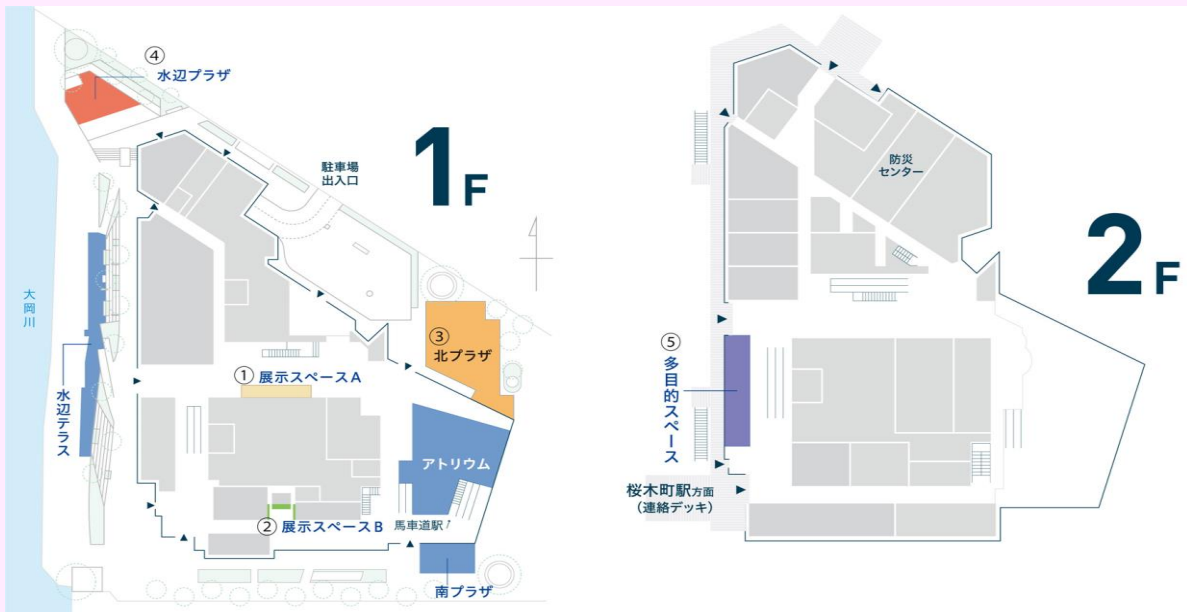 ④
水辺プラザ
1F
駐車場
出入口
大岡川
③
北プラザ
① 展示スペースA
水辺テラス
アトリウム
② 展示スペースB
馬車道駅
南プラザ
2F
防災
センター
⑤
多目的スペース
桜木町駅方面
（連絡デッキ）